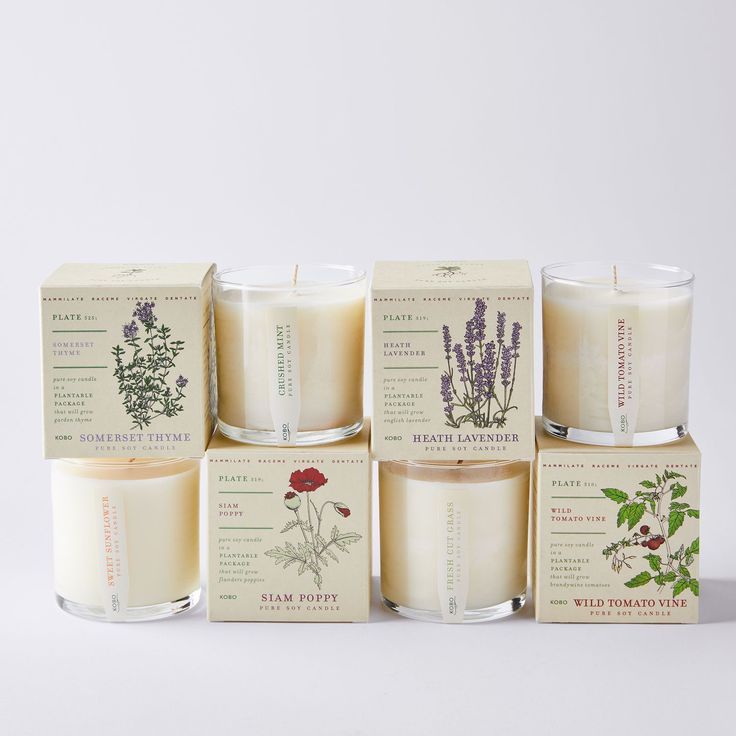 MAMMILATE RACEME VIRGATE DENTATE
PLATE 525:
SOMERSET
THYME
pure soy candle
in a
PLANTABLE
PACKAGE
that will grow
garden thyme
KOBO
SOMERSET THYME
PURE SOY CANDLE
CRUSHED MINT
PURE SOY CANDLE
KOBO
MAMMILATE RACEME VIRGATE DENTATE
PLATE 519:
HEATH
LAVENDER
pure soy candle
in a
PLANTABLE
PACKAGE
that will grow
english lavender
KOBO
HEATH LAVENDER
PURE SOY CANDLE
WILD TOMATO VINE
PURE SOY CANDLE
KOBO
SWEET SUNFLOWER
PURE SOY CANDLE
KOBO
MAMMILATE RACEME VIRGATE DENTATE
PLATE 219:
SIAM
POPPY
pure soy candle
in a
PLANTABLE
PACKAGE
that will grow
flanders poppies
KOBO
SIAM POPPY
PURE SOY CANDLE
FRESH CUT GRASS
PURE SOY CANDLE
KOBO
MAMMILATE RACEME VIRGATE DENTATE
PLATE
WILD
TOMATO VINE
pure soy candle
in a
PLANTABLE
PACKAGE
that will grow
brandywine tomatoes
KOBO
WILD TOMATO VINE
PURE SOY CANDLE